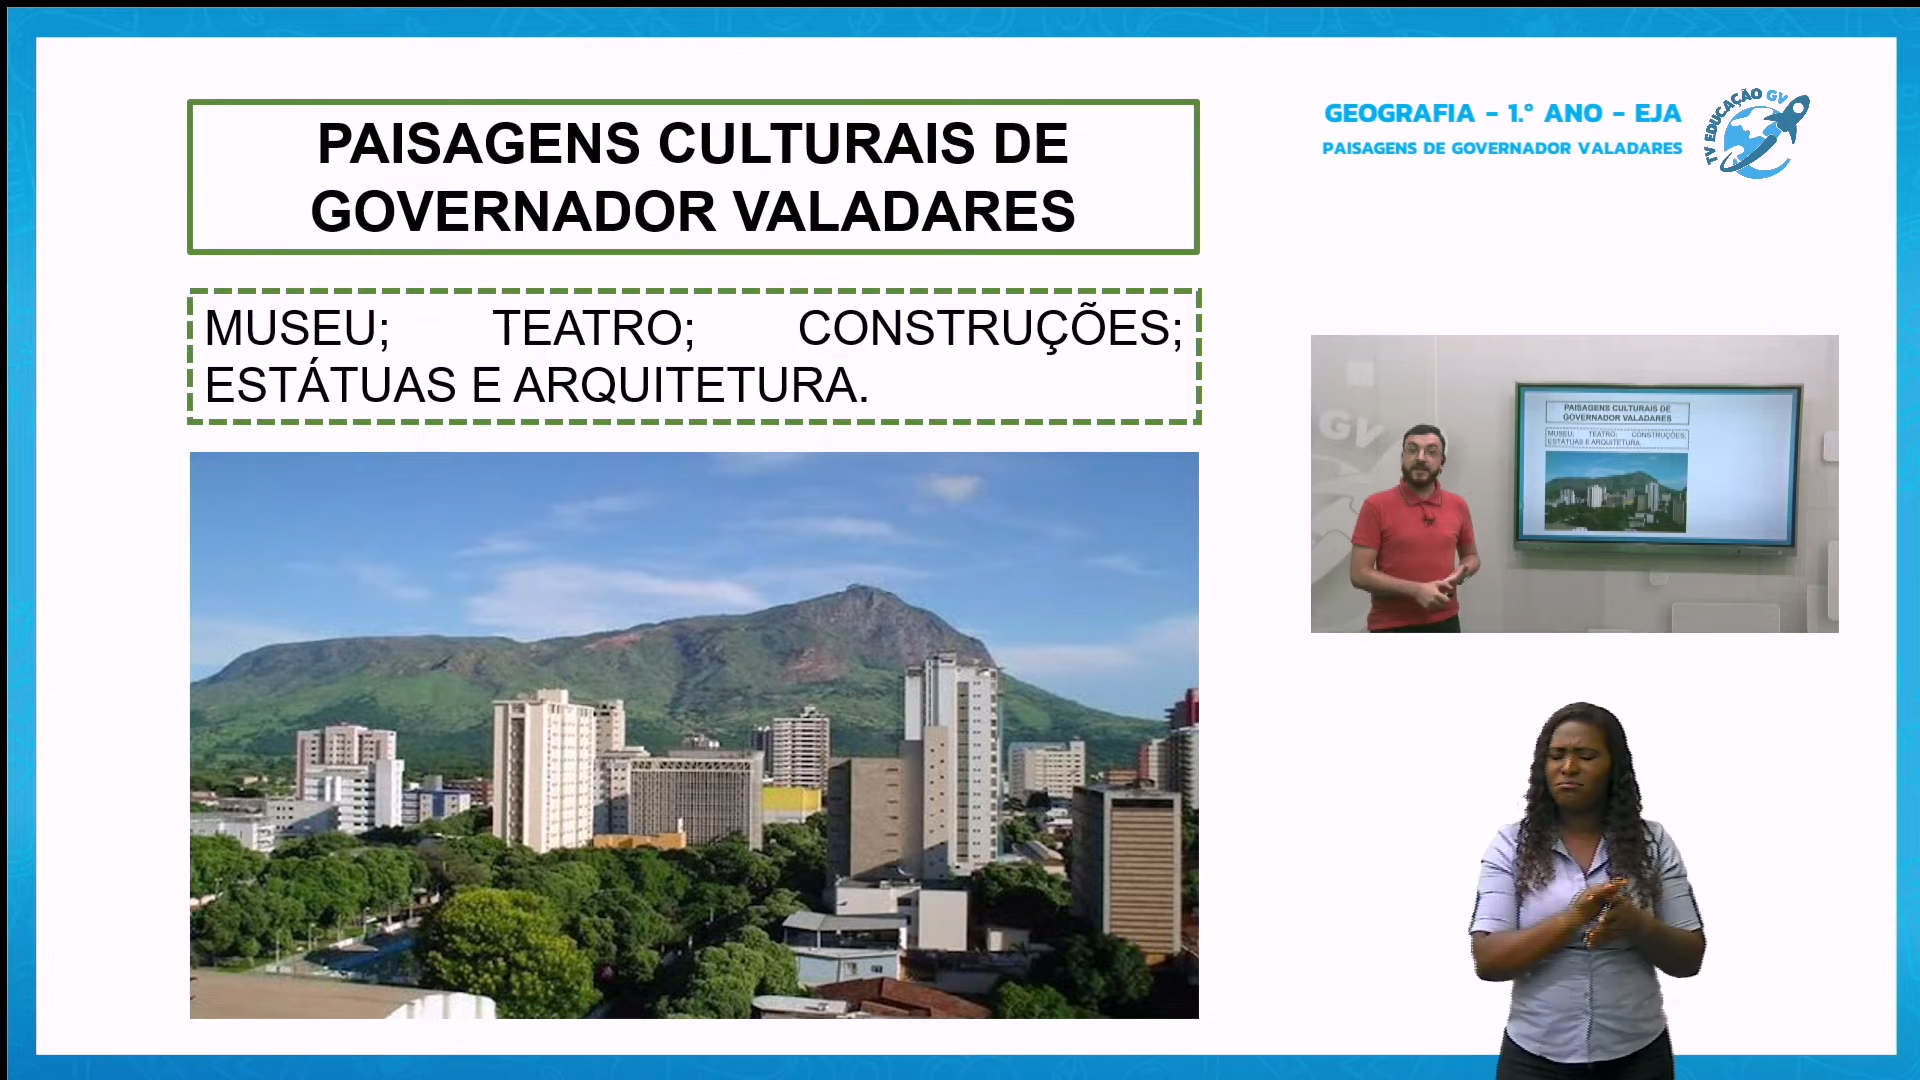 PAISAGENS CULTURAIS DE
GOVERNADOR VALADARES
MUSEU; TEATRO; CONSTRUÇÕES;
ESTÁTUAS E ARQUITETURA.
GEOGRAFIA - 1.º ANO - EJA
PAISAGENS DE GOVERNADOR VALADARES
TV EDUCAÇÃO GV
GV
PAISAGENS CULTURAIS DE
GOVERNADOR VALADARES
MUSEU; TEATRO; CONSTRUÇÕES;
ESTÁTUAS E ARQUITETURA.